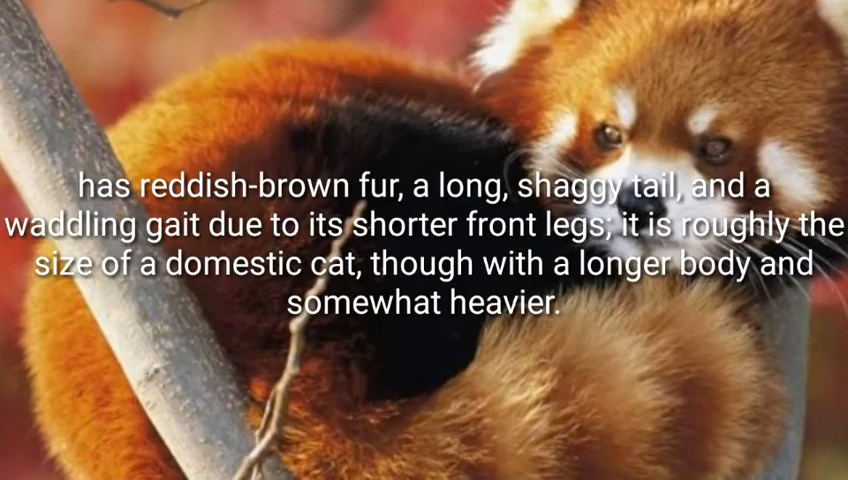 has reddish-brown fur, a long, shaggy tail, and a
waddling gait due to its shorter front legs; it is roughly the
size of a domestic cat, though with a longer body and
somewhat heavier.